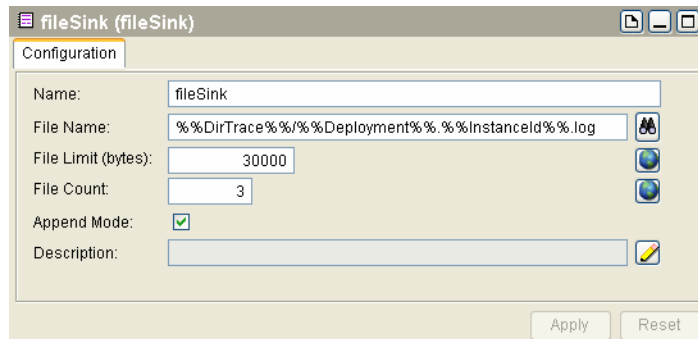 fileSink (fileSink)
Configuration
Name: fileSink
File Name: %%DirTrace%%/%%Deployment%%.%%InstanceId%%.log
File Limit (bytes): 30000
File Count: 3
Append Mode:
Description:
Apply Reset